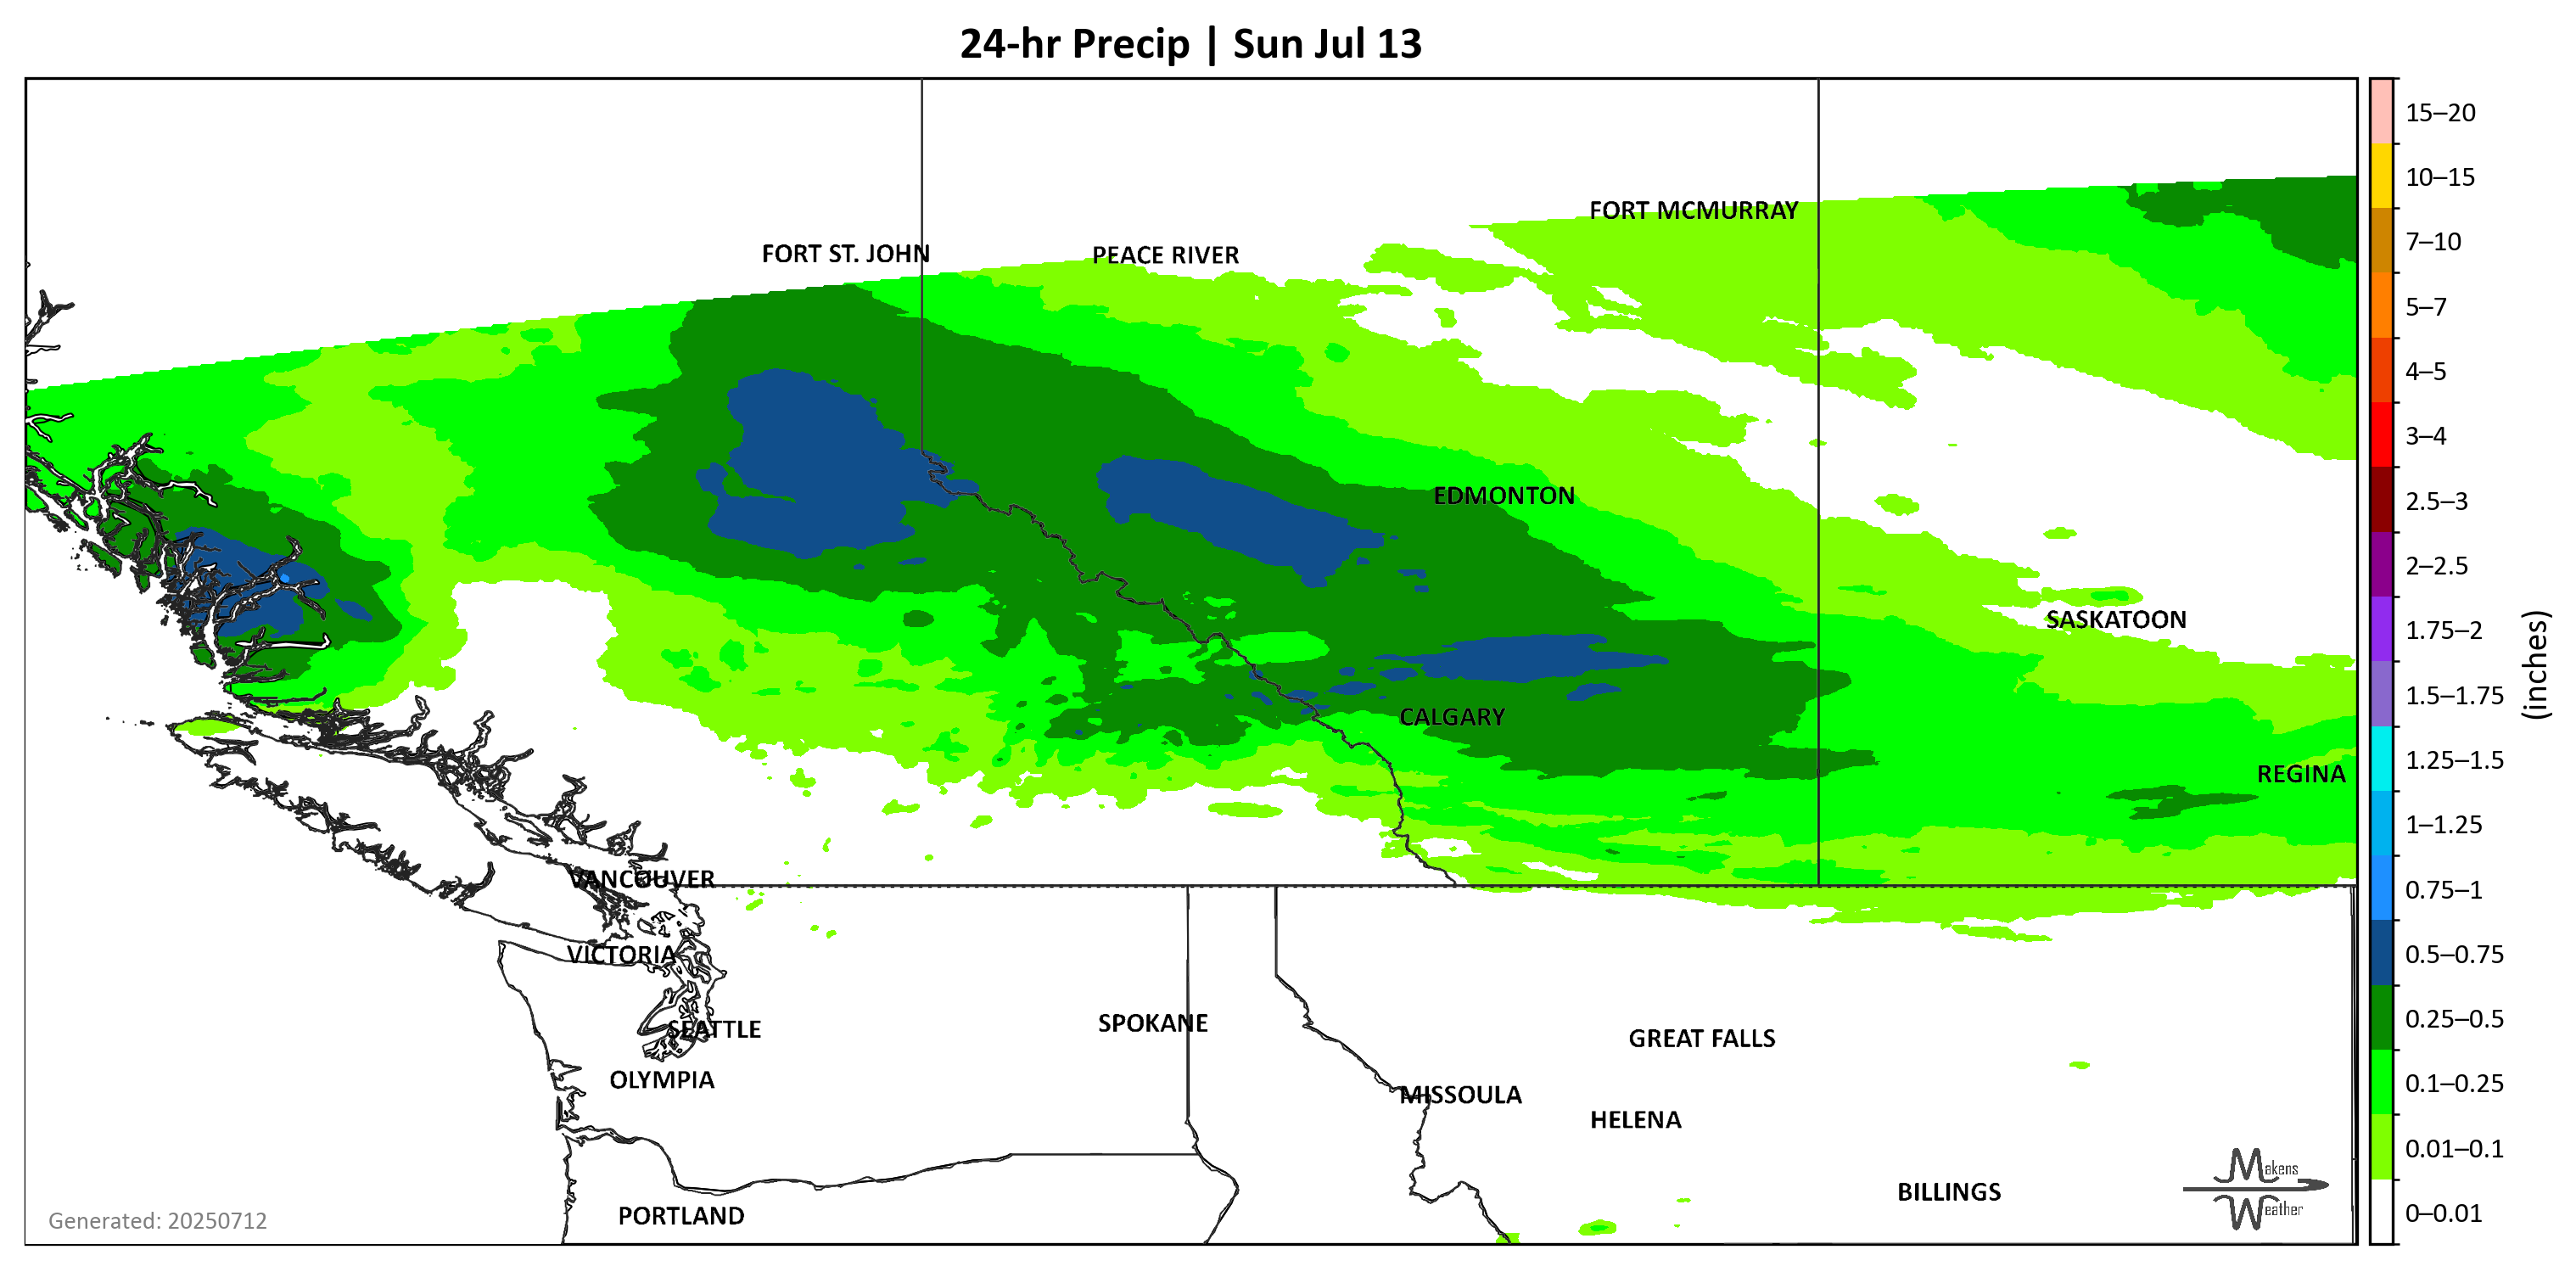 24-hr Precip | Sun Jul 13
15–20
10–15
7–10
5–7
4–5
3–4
2.5–3
2–2.5
1.75–2
1.5–1.75
1.25–1.5
1–1.25
0.75–1
0.5–0.75
0.25–0.5
0.1–0.25
0.01–0.1
0–0.01
(inches)
FORT MCMURRAY
FORT ST. JOHN
PEACE RIVER
EDMONTON
SASKATOON
CALGARY
REGINA
VANCOUVER
VICTORIA
SEATTLE
SPOKANE
GREAT FALLS
OLYMPIA
MISSOULA
HELENA
BILLINGS
PORTLAND
Makens
Weather
Generated: 20250712